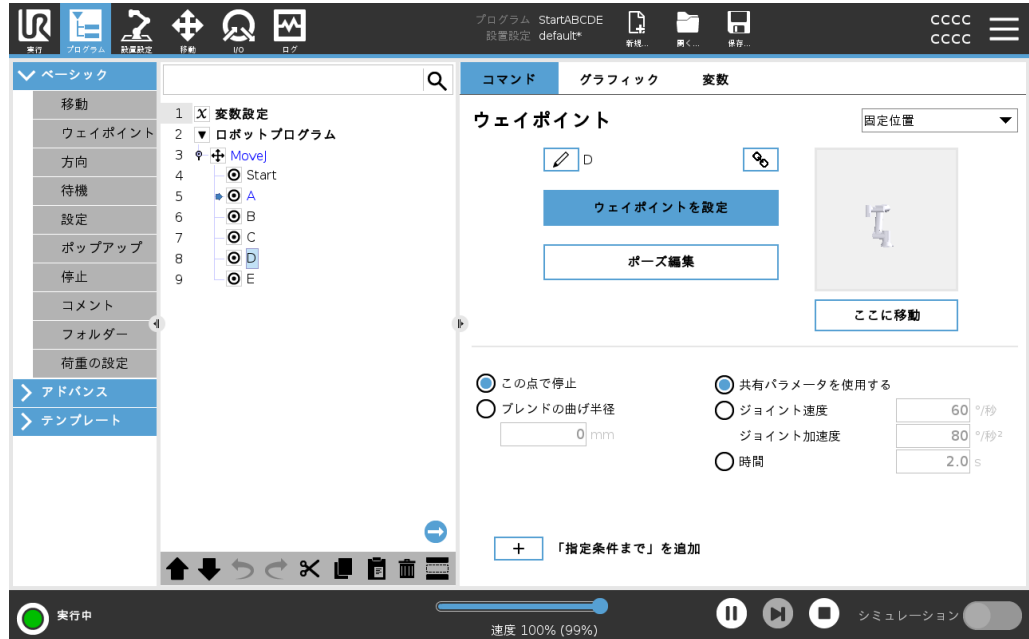 プログラム StartABCDE
設置設定 default*
cccc
cccc
実行
プログラム
設置設定
移動
I/O
ログ
新規...
開く...
保存...
ベーシック
移動
ウェイポイント
方向
待機
設定
ポップアップ
停止
コメント
フォルダー
荷重の設定
アドバンス
テンプレート
1 X 変数設定
2 ▼ ロボットプログラム
3 MoveJ
4 Start
5 A
6 B
7 C
8 D
9 E
コマンド グラフィック 変数
ウェイポイント
固定位置
D
ウェイポイントを設定
ポーズ編集
ここに移動
この点で停止
ブレンドの曲げ半径
0 mm
共有パラメータを使用する
ジョイント速度 60 °/秒
ジョイント加速度 80 °/秒²
時間 2.0 s
+ 「指定条件まで」を追加
実行中
速度 100% (99%)
シミュレーション